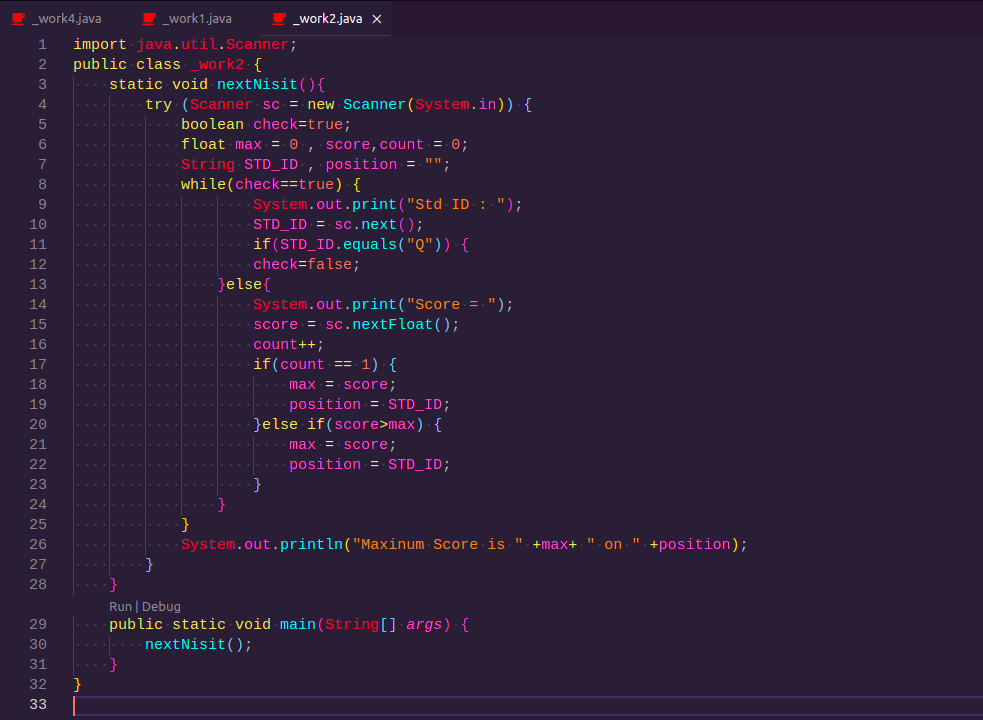 _work4.java _work1.java _work2.java ×
1 import java.util.Scanner;
2 public class _work2 {
3 static void nextNisit(){
4 try (Scanner sc = new Scanner(System.in)) {
5 boolean check=true;
6 float max = 0 , score,count = 0;
7 String STD_ID , position = "";
8 while(check==true) {
9 System.out.print("Std ID : ");
10 STD_ID = sc.next();
11 if(STD_ID.equals("Q")) {
12 check=false;
13 }else{
14 System.out.print("Score = ");
15 score = sc.nextFloat();
16 count++;
17 if(count == 1) {
18 max = score;
19 position = STD_ID;
20 }else if(score>max) {
21 max = score;
22 position = STD_ID;
23 }
24 }
25 }
26 System.out.println("Maxinum Score is " +max+ " on " +position);
27 }
28 }
Run | Debug
29 public static void main(String[] args) {
30 nextNisit();
31 }
32 }
33